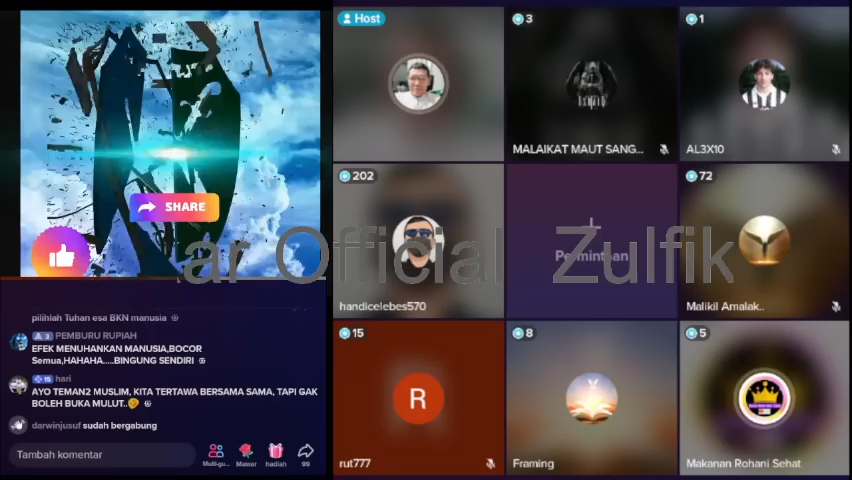 SHARE
Host
3
MALAIKAT MAUT SANG...
1
AL3X10
202
handicelebes570
Permintaan
72
Malikil Amalak..
ar Official Zulfik
pilihlah Tuhan esa BKN manusia
3 PEMBURU RUPIAH
EFEK MENUHANKAN MANUSIA,BOCOR
Semua,HAHAHA.....BINGUNG SENDIRI
15 hari
AYO TEMAN2 MUSLIM, KITA TERTAWA BERSAMA SAMA, TAPI GAK
BOLEH BUKA MULUT..
darwinjusuf sudah bergabung
Tambah komentar
Multi-gu...
Mawar
hadiah
99
15
R
rut777
8
Framing
5
Makanan Rohani Sehat